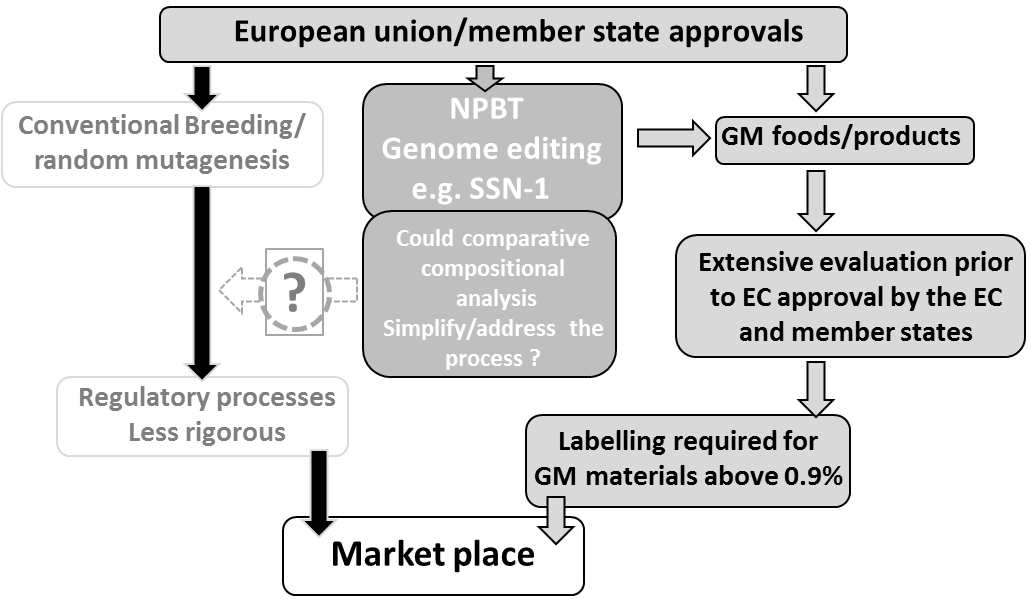 European union/member state approvals
Conventional Breeding/
random mutagenesis
NPBT
Genome editing
e.g. SSN-1
GM foods/products
Could comparative
compositional
analysis
Simplify/address the
process ?
?
Extensive evaluation prior
to EC approval by the EC
and member states
Regulatory processes
Less rigorous
Labelling required for
GM materials above 0.9%
Market place